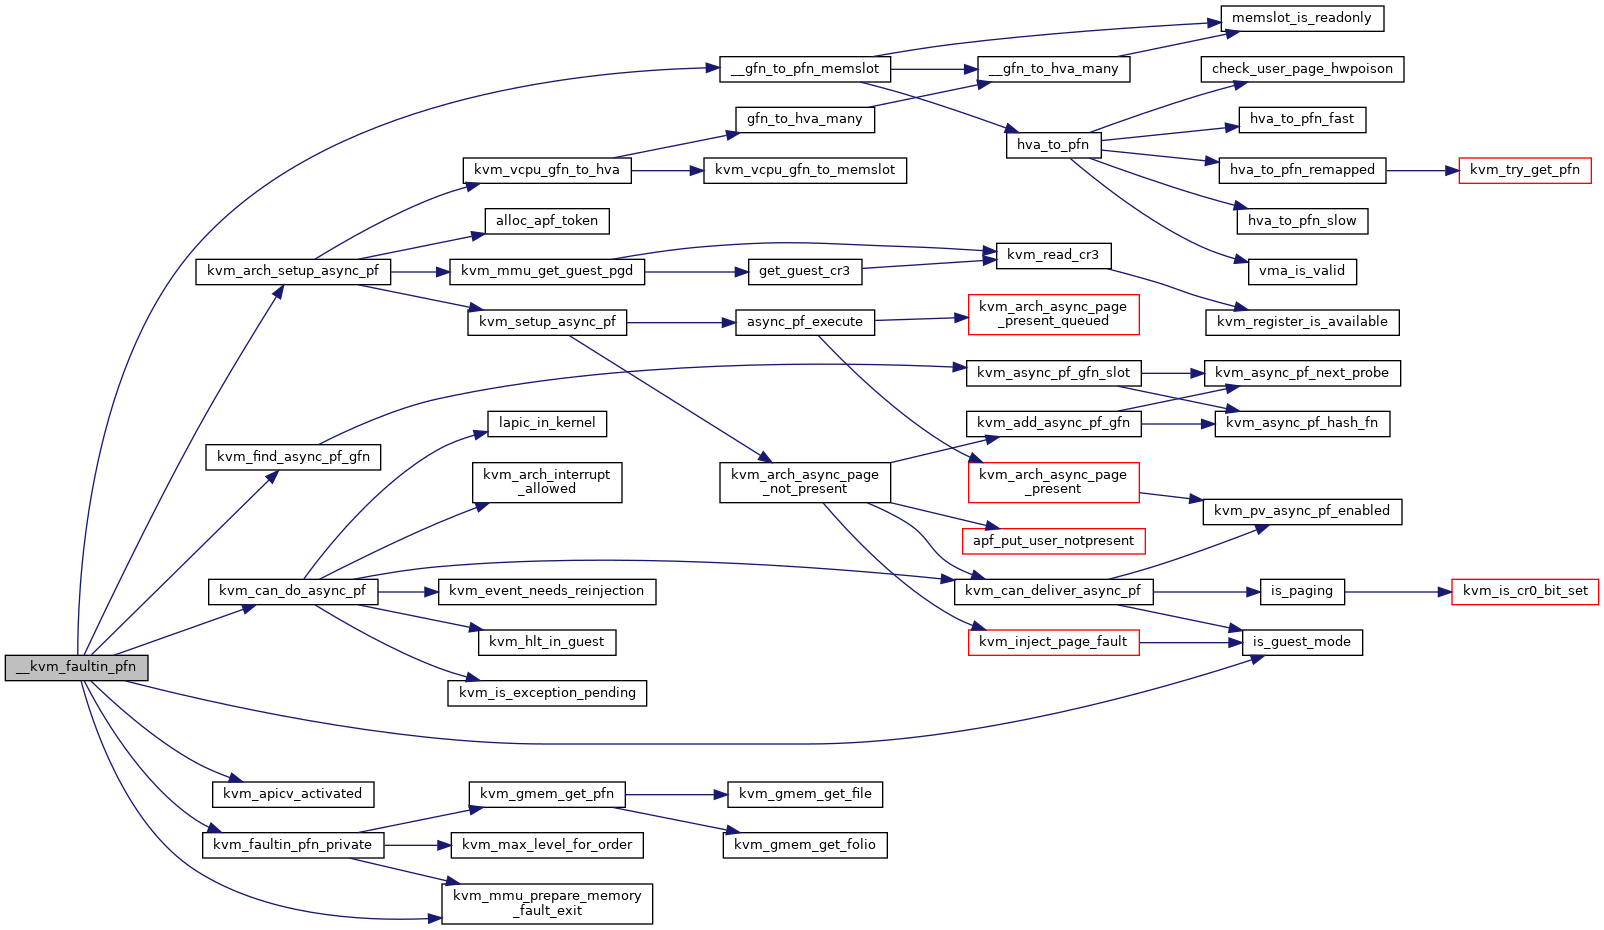 memslot_is_readonly
__gfn_to_pfn_memslot
__gfn_to_hva_many
check_user_page_hwpoison
gfn_to_hva_many
hva_to_pfn_fast
hva_to_pfn
kvm_vcpu_gfn_to_hva
kvm_vcpu_gfn_to_memslot
hva_to_pfn_remapped
kvm_try_get_pfn
alloc_apf_token
hva_to_pfn_slow
kvm_read_cr3
kvm_arch_setup_async_pf
kvm_mmu_get_guest_pgd
get_guest_cr3
vma_is_valid
kvm_arch_async_page
_present_queued
kvm_setup_async_pf
async_pf_execute
kvm_register_is_available
kvm_async_pf_gfn_slot
kvm_async_pf_next_probe
lapic_in_kernel
kvm_add_async_pf_gfn
kvm_async_pf_hash_fn
kvm_find_async_pf_gfn
kvm_arch_interrupt
_allowed
kvm_arch_async_page
_not_present
kvm_arch_async_page
_present
kvm_pv_async_pf_enabled
apf_put_user_notpresent
kvm_can_do_async_pf
kvm_event_needs_reinjection
kvm_can_deliver_async_pf
is_paging
kvm_is_cr0_bit_set
kvm_hlt_in_guest
kvm_inject_page_fault
is_guest_mode
__kvm_faultin_pfn
kvm_is_exception_pending
kvm_apicv_activated
kvm_gmem_get_pfn
kvm_gmem_get_file
kvm_faultin_pfn_private
kvm_max_level_for_order
kvm_gmem_get_folio
kvm_mmu_prepare_memory
_fault_exit